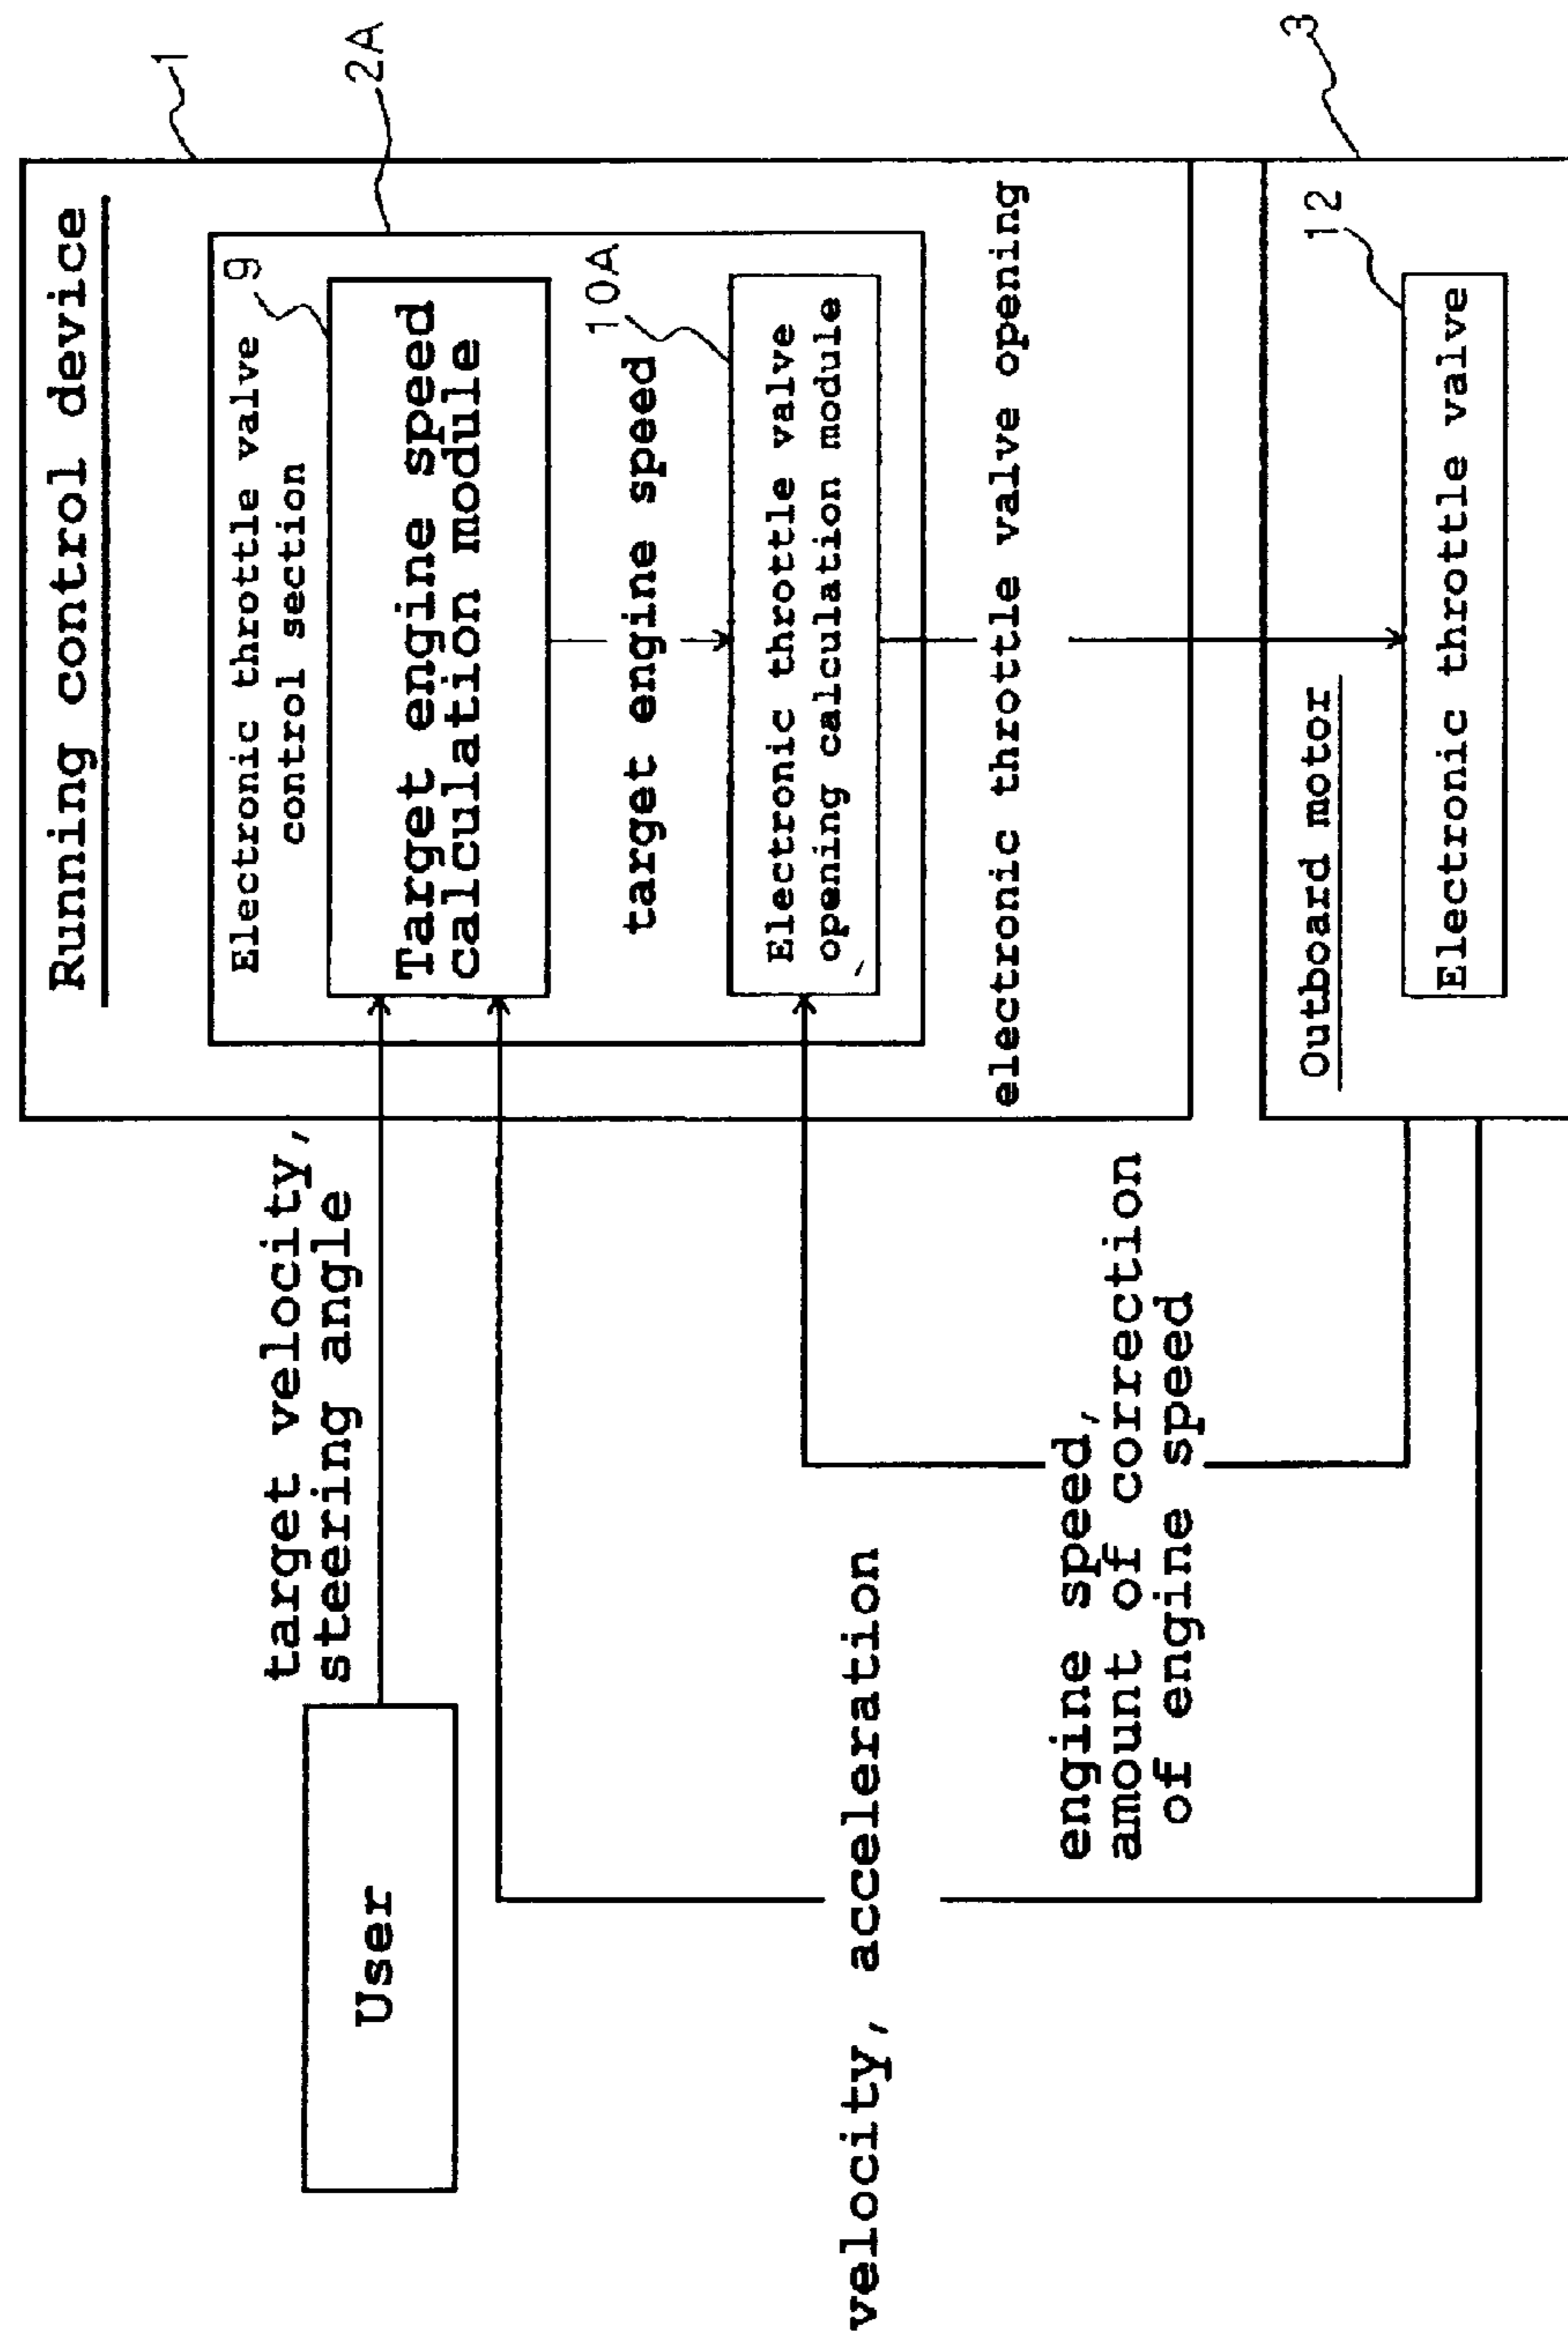 Running control device
1
2A
Electronic throttle valve
control section
9
Target engine speed
calculation module
target engine speed
10A
Electronic throttle valve
opening calculation module
electronic throttle valve opening
3
Outboard motor
12
Electronic throttle valve
User
target velocity,
steering angle
velocity, acceleration
engine speed,
amount of correction
of engine speed